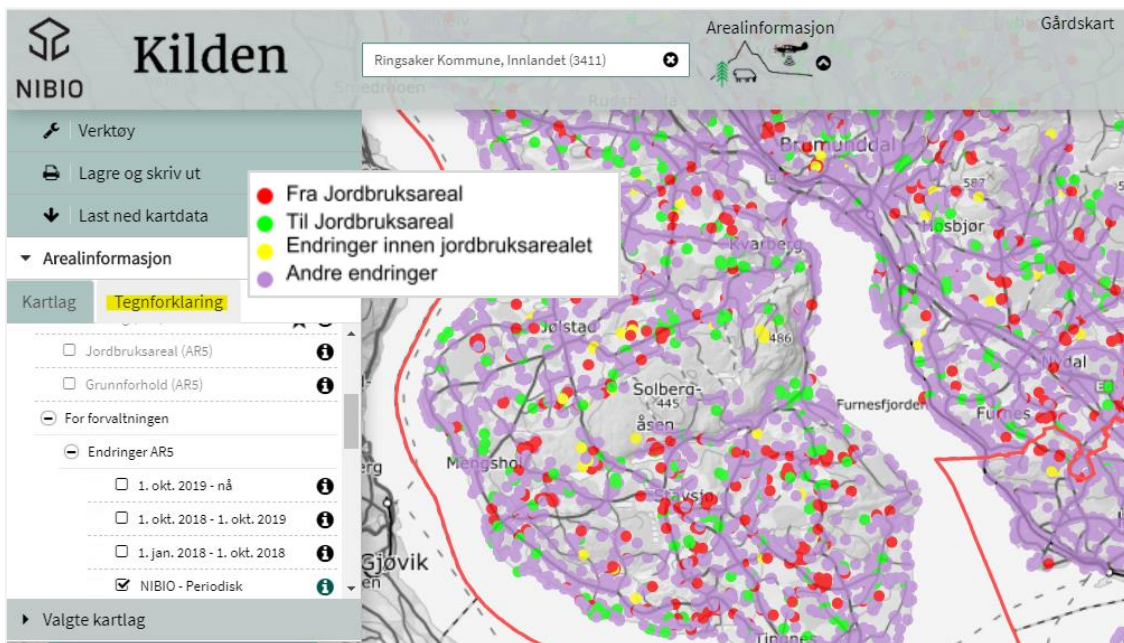 NIBIO
Kilden
Ringsaker Kommune, Innlandet (3411)
Arealinformasjon
Gårdskart
Verktøy
Lagre og skriv ut
Last ned kartdata
Arealinformasjon
Kartlag
Tegnforklaring
Jordbruksareal (AR5)
Grunnforhold (AR5)
For forvaltningen
Endringer AR5
1. okt. 2019 - nå
1. okt. 2018 - 1. okt. 2019
1. jan. 2018 - 1. okt. 2018
NIBIO - Periodisk
Valgte kartlag
Fra Jordbruksareal
Til Jordbruksareal
Endringer innen jordbruksarealet
Andre endringer
Brumunddal
587
Kvarberg
Jølstad
486
Solberg-
åsen
445
Furnesfjorden
Furnes
Nydal
Mengshol
Stavsjø
Gjøvik
Tingnes